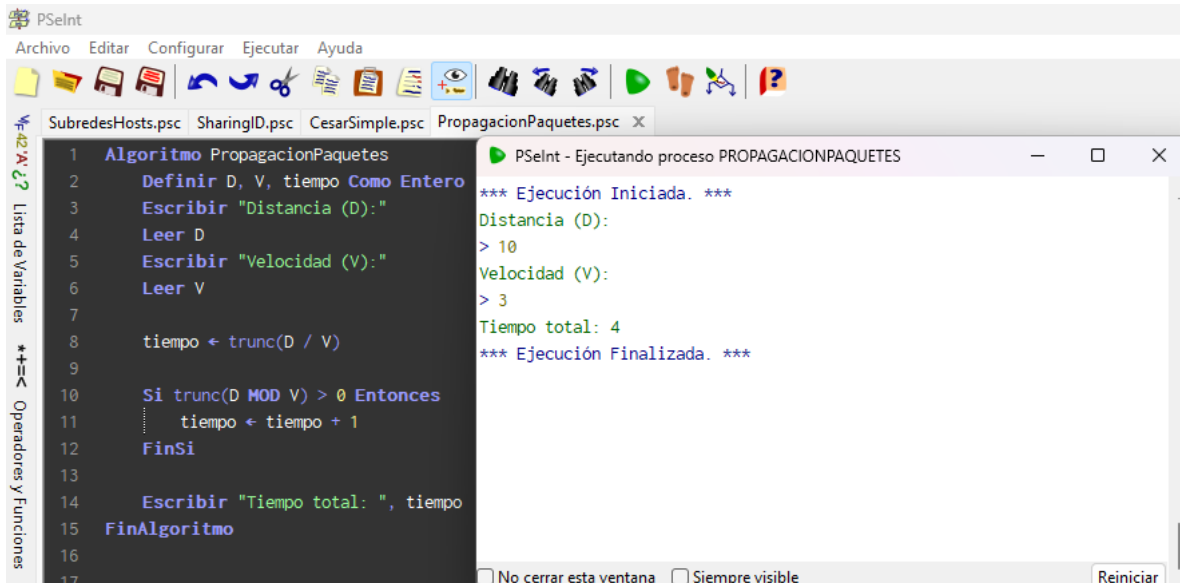 PSeInt
Archivo Editar Configurar Ejecutar Ayuda
SubredesHosts.psc SharingID.psc CesarSimple.psc PropagacionPaquetes.psc X
42 'A' ¿? Lista de Variables
*+=< Operadores y Funciones
1 Algoritmo PropagacionPaquetes
2 Definir D, V, tiempo Como Entero
3 Escribir "Distancia (D):"
4 Leer D
5 Escribir "Velocidad (V):"
6 Leer V
7
8 tiempo ← trunc(D / V)
9
10 Si trunc(D MOD V) > 0 Entonces
11 tiempo ← tiempo + 1
12 FinSi
13
14 Escribir "Tiempo total: ", tiempo
15 FinAlgoritmo
16
17
PSeInt - Ejecutando proceso PROPAGACIONPAQUETES
*** Ejecución Iniciada. ***
Distancia (D):
> 10
Velocidad (V):
> 3
Tiempo total: 4
*** Ejecución Finalizada. ***
No cerrar esta ventana Siempre visible Reiniciar